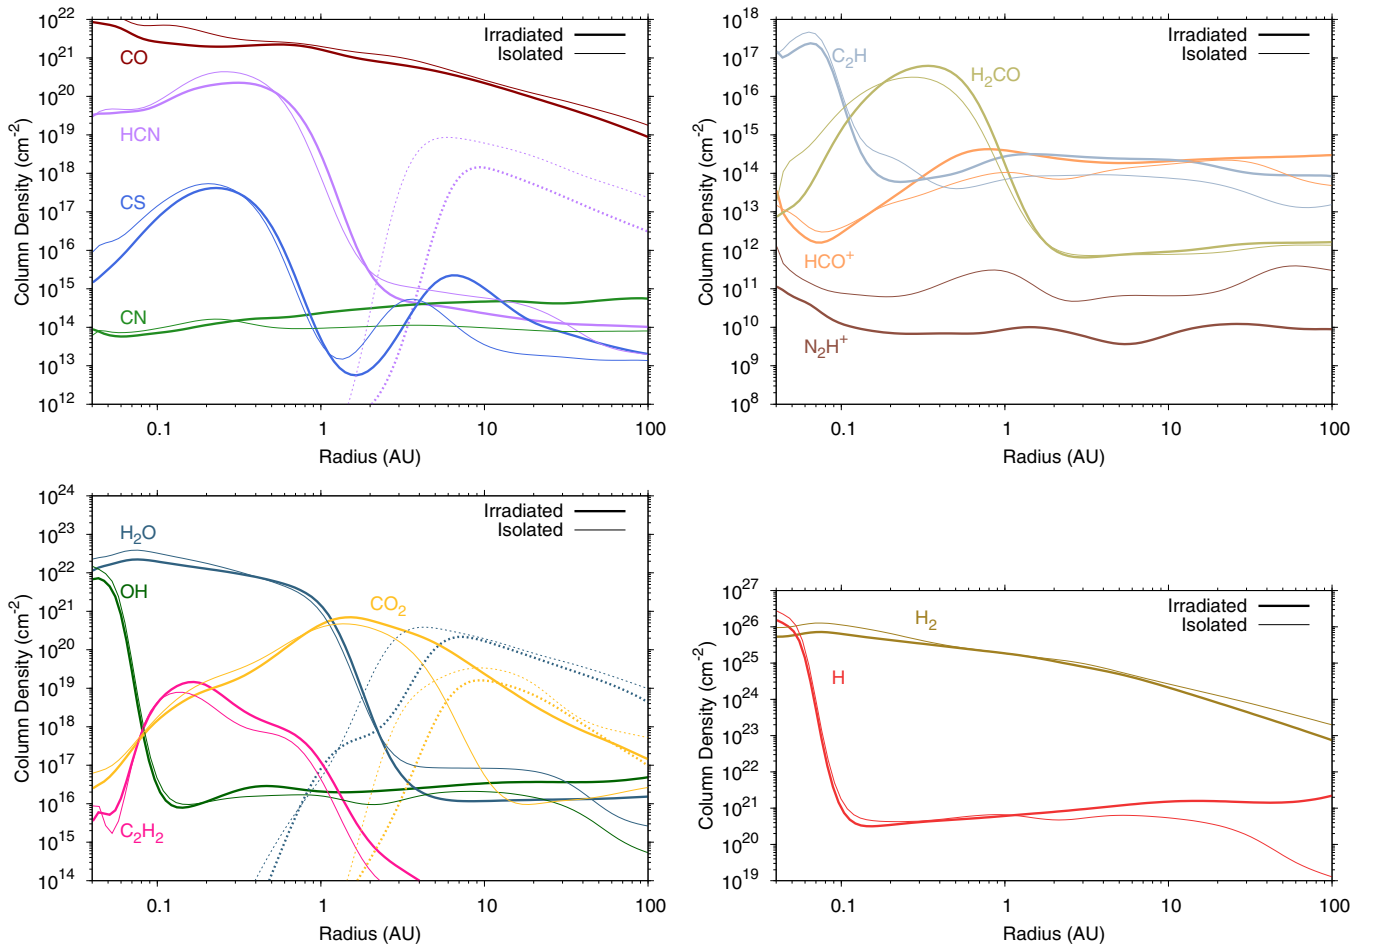 10^22
10^21
10^20
10^19
10^18
10^17
10^16
10^15
10^14
10^13
10^12
Column Density (cm^-2)
CO
HCN
CS
CN
Irradiated
Isolated
0.1
1
10
100
Radius (AU)
10^18
10^17
10^16
10^15
10^14
10^13
10^12
10^11
10^10
10^9
10^8
Column Density (cm^-2)
C2H
H2CO
HCO^+
N2H^+
Irradiated
Isolated
0.1
1
10
100
Radius (AU)
10^24
10^23
10^22
10^21
10^20
10^19
10^18
10^17
10^16
10^15
10^14
Column Density (cm^-2)
H2O
OH
CO2
C2H2
Irradiated
Isolated
0.1
1
10
100
Radius (AU)
10^27
10^26
10^25
10^24
10^23
10^22
10^21
10^20
10^19
Column Density (cm^-2)
H2
H
Irradiated
Isolated
0.1
1
10
100
Radius (AU)